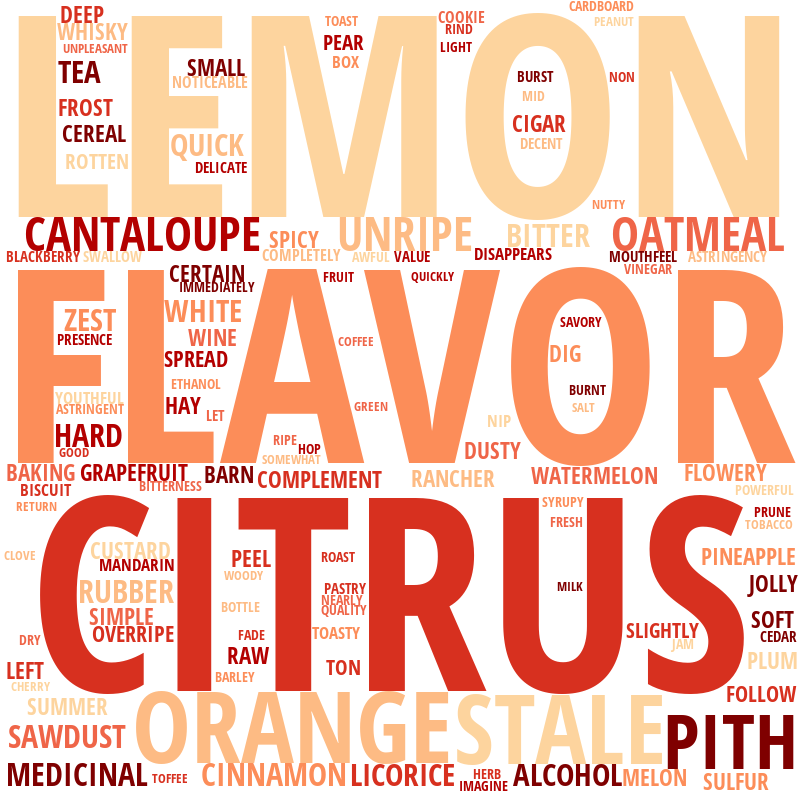 LEMON
DEEP
WHISKY
UNPLEASANT
TEA
FROST
CEREAL
ROTTEN
SMALL
NOTICEABLE
QUICK
DELICATE
TOAST
PEAR
BOX
COOKIE
RIND
LIGHT
CARDBOARD
PEANUT
BURST
NON
MID
CIGAR
DECENT
NUTTY
CANTALOUPE
SPICY
COMPLETELY
UNRIPE
AWFUL
VALUE
BITTER
DISAPPEARS
OATMEAL
MOUTHFEEL
ASTRINGENCY
VINEGAR
BLACKBERRY
SWALLOW
FLAVOR
CERTAIN
IMMEDIATELY
WHITE
WINE
SPREAD
ETHANOL
HAY
LET
ZEST
PRESENCE
YOUTHFUL
ASTRINGENT
HARD
GOOD
FRUIT
QUICKLY
COFFEE
GREEN
RIPE
HOP
SOMEWHAT
SAVORY
DIG
BURNT
SALT
NIP
DUSTY
BAKING
GRAPEFRUIT
BISCUIT
BITTERNESS
BARN
COMPLEMENT
RANCHER
WATERMELON
FLOWERY
POWERFUL
RETURN
CITRUS
SYRUPY
FRESH
PRUNE
TOBACCO
CLOVE
CUSTARD
MANDARIN
RUBBER
SIMPLE
OVERRIPE
DRY
PEEL
WOODY
BOTTLE
FADE
RAW
BARLEY
ROAST
PASTRY
NEARLY
QUALITY
TOASTY
TON
MILK
PINEAPPLE
JOLLY
SOFT
CEDAR
SLIGHTLY
JAM
PLUM
LEFT
CHERRY
SUMMER
FOLLOW
SAWDUST
ORANGE
STALE
PITH
MEDICINAL
TOFFEE
CINNAMON
LICORICE
HERB
IMAGINE
ALCOHOL
MELON
SULFUR